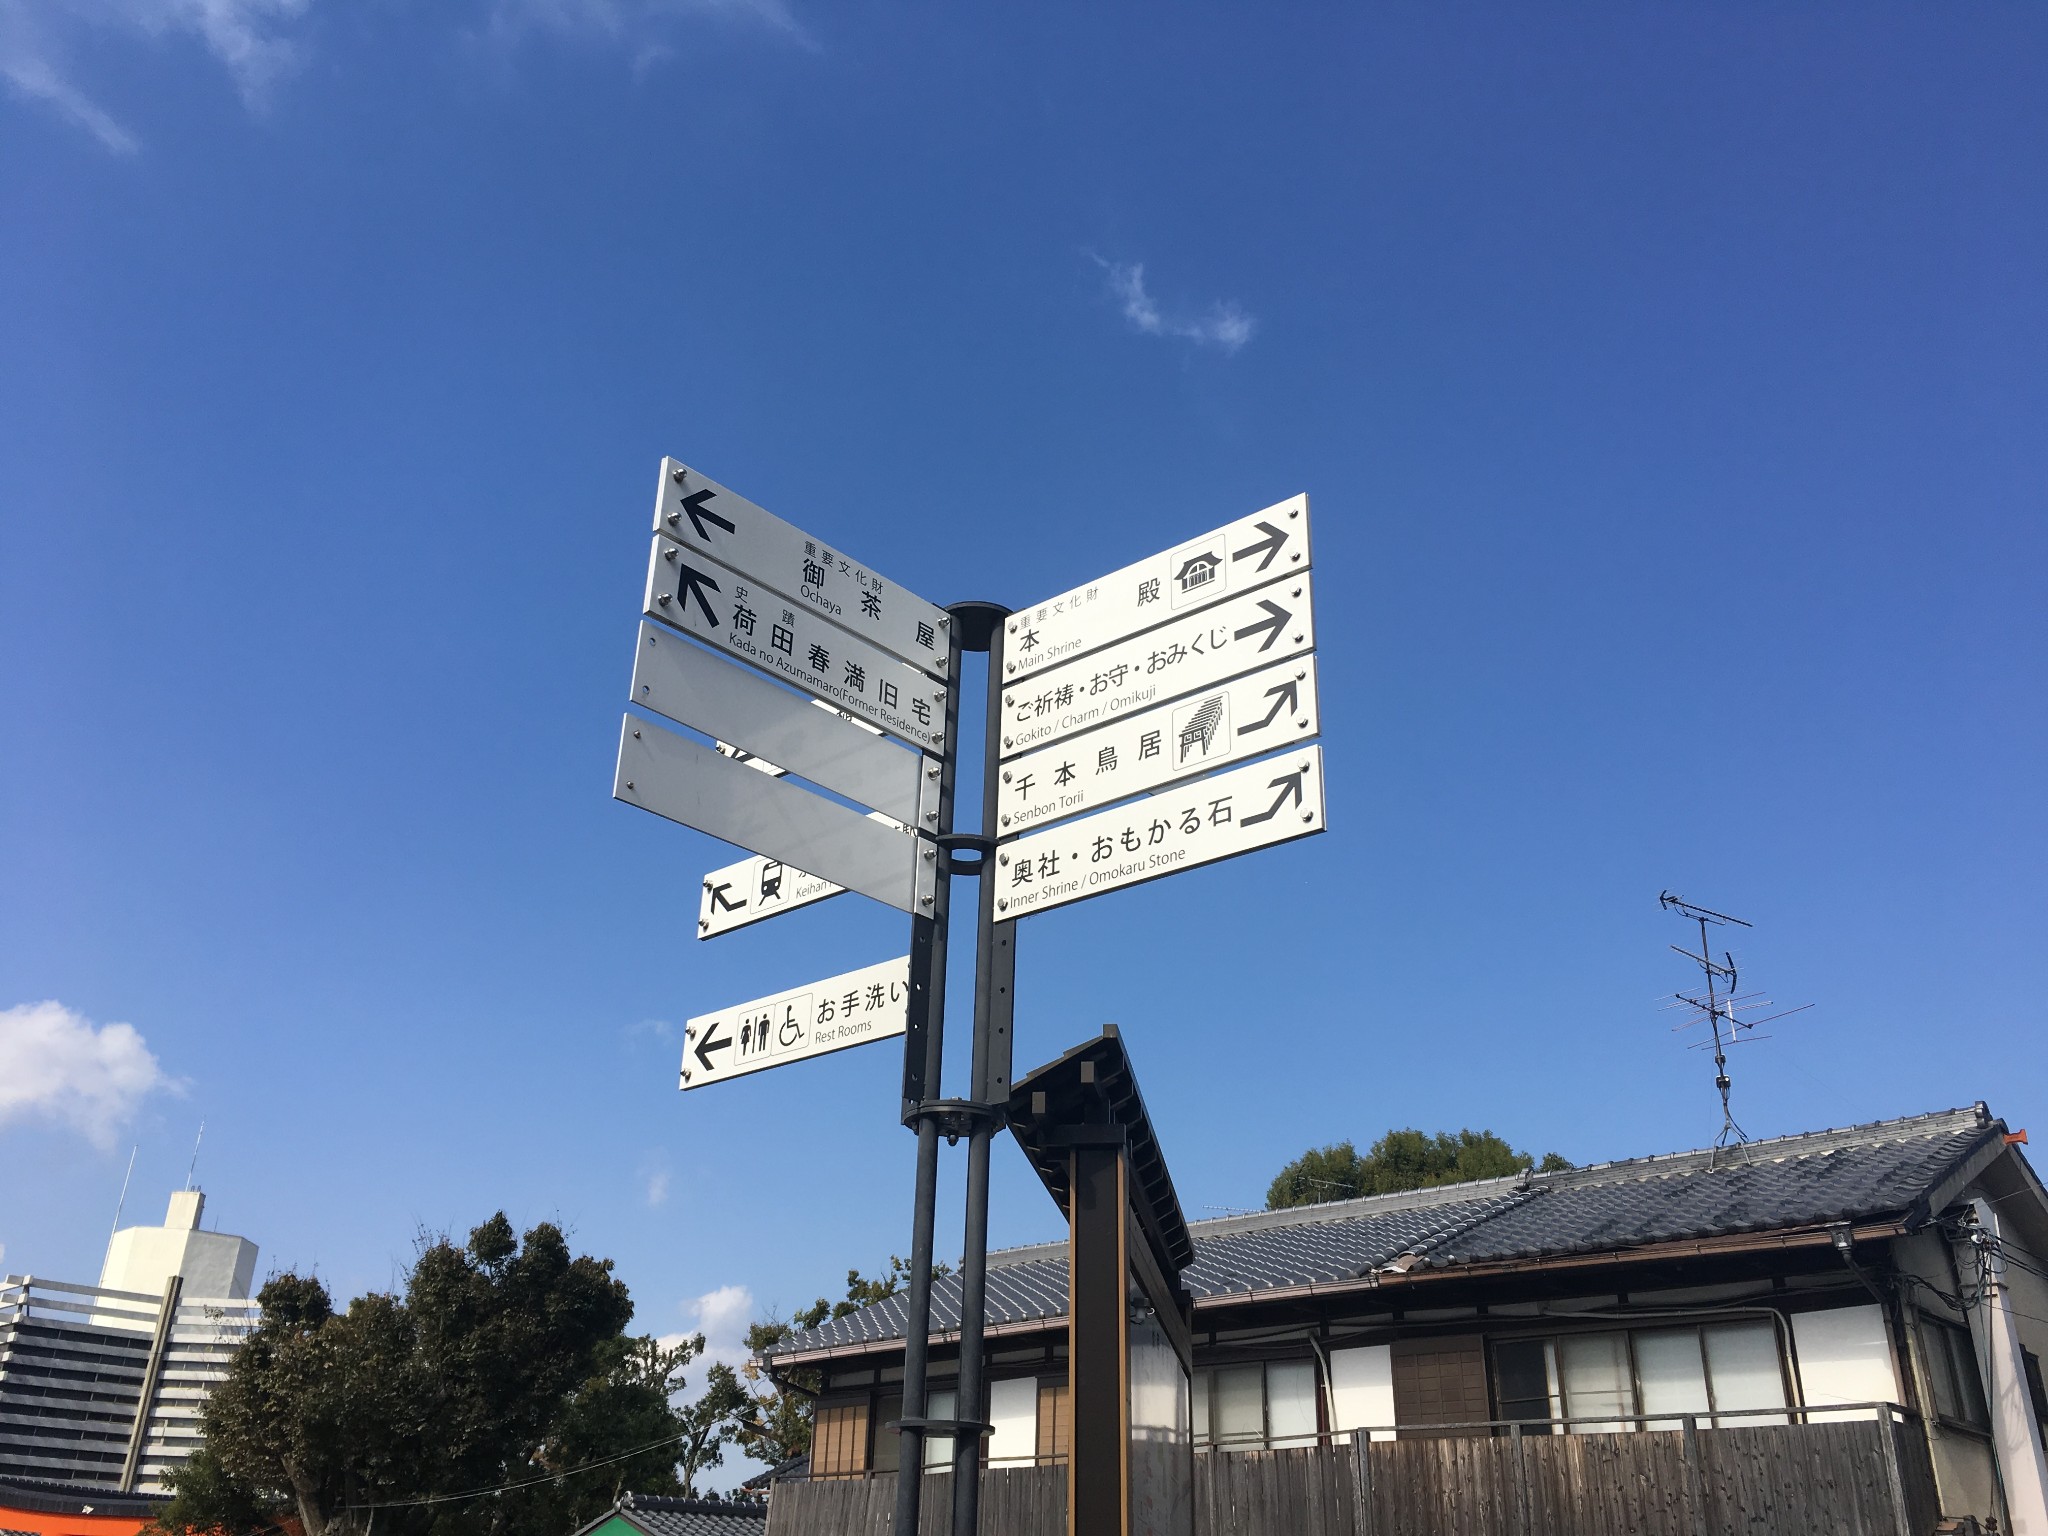 重要文化財
御茶屋
Ochaya
史蹟
荷田春満旧宅
Kada no Azumamaro(Former Residence)
Keihan
お手洗い
Rest Rooms
重要文化財
本殿
Main Shrine
ご祈祷・お守・おみくじ
Gokito / Charm / Omikuji
千本鳥居
Senbon Torii
奥社・おもかる石
Inner Shrine / Omokaru Stone